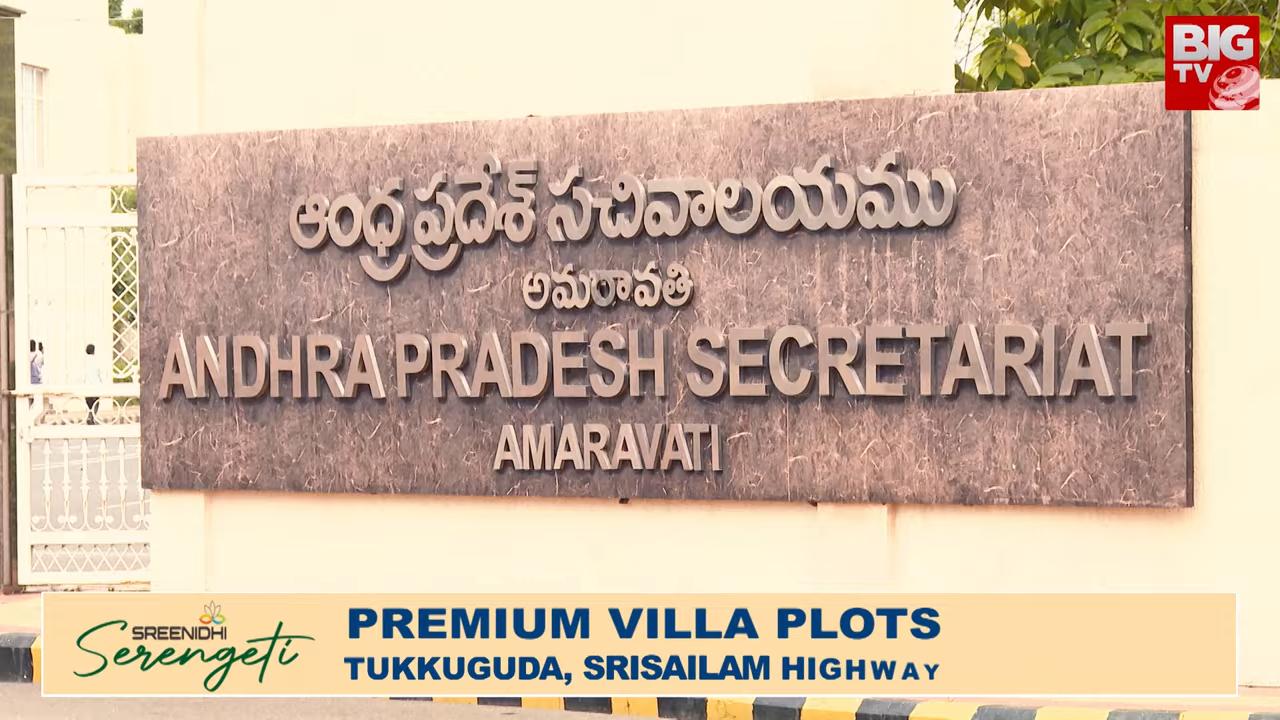 BIG
TV
ఆంధ్ర ప్రదేశ్ సచివాలయము
అమరావతి
ANDHRA PRADESH SECRETARIAT
AMARAVATI
SREENIDHI
Serengeti
PREMIUM VILLA PLOTS
TUKKUGUDA, SRISAILAM HIGHWAY